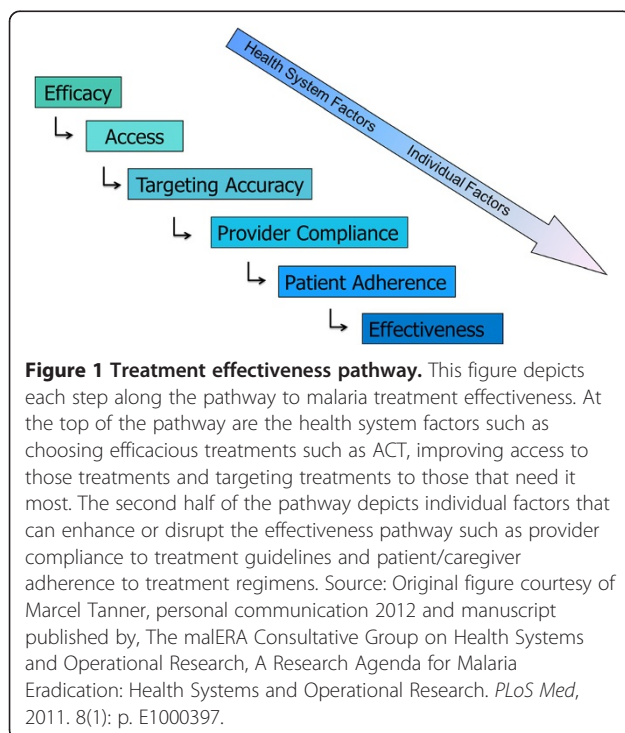 Health System Factors
Individual Factors
Efficacy
Access
Targeting Accuracy
Provider Compliance
Patient Adherence
Effectiveness
Figure 1 Treatment effectiveness pathway. This figure depicts
each step along the pathway to malaria treatment effectiveness. At
the top of the pathway are the health system factors such as
choosing efficacious treatments such as ACT, improving access to
those treatments and targeting treatments to those that need it
most. The second half of the pathway depicts individual factors that
can enhance or disrupt the effectiveness pathway such as provider
compliance to treatment guidelines and patient/caregiver
adherence to treatment regimens. Source: Original figure courtesy of
Marcel Tanner, personal communication 2012 and manuscript
published by, The malERA Consultative Group on Health Systems
and Operational Research, A Research Agenda for Malaria
Eradication: Health Systems and Operational Research. PLoS Med,
2011. 8(1): p. E1000397.